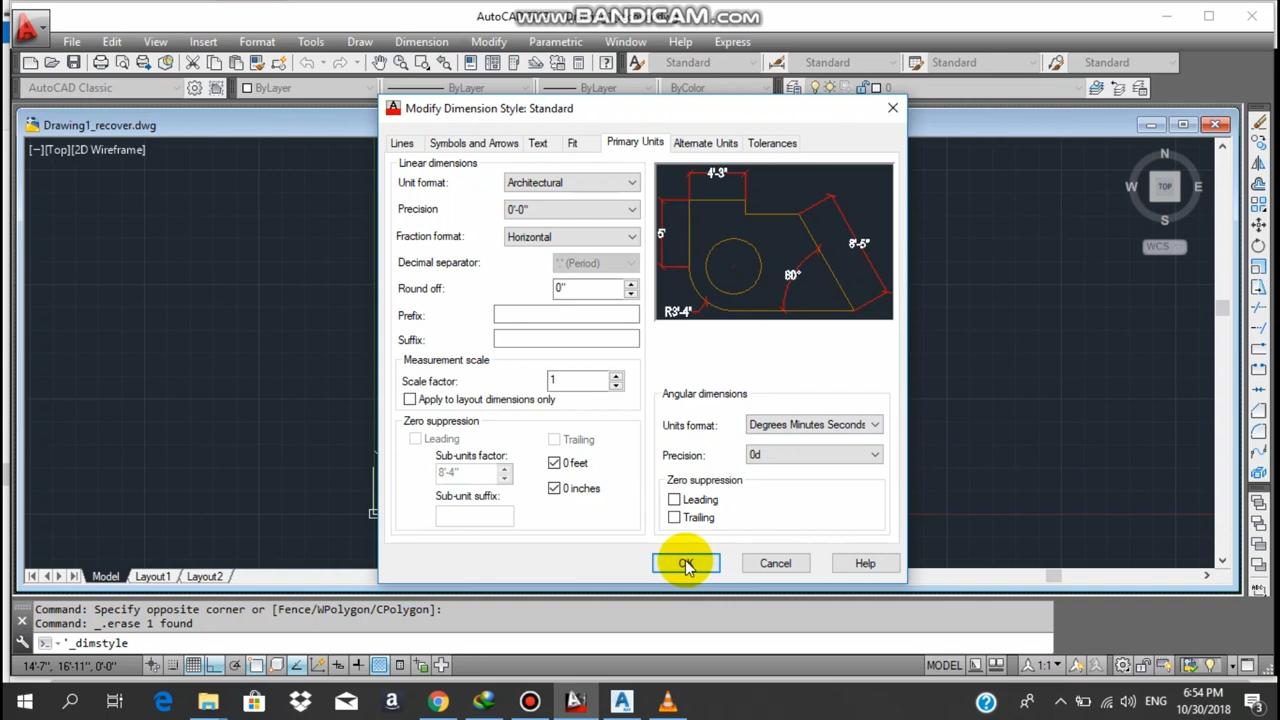 AutoCAD
www.BANDICAM.com
File Edit View Insert Format Tools Draw Dimension Modify Parametric Window Help Express
Standard Standard Standard Standard
AutoCAD Classic ByLayer ByLayer ByLayer ByColor 0
Drawing1_recover.dwg
[−][Top][2D Wireframe]
Modify Dimension Style: Standard
Lines Symbols and Arrows Text Fit Primary Units Alternate Units Tolerances
Linear dimensions
Unit format: Architectural
Precision 0'-0"
Fraction format: Horizontal
Decimal separator: '.' (Period)
Round off: 0"
Prefix:
Suffix:
Measurement scale
Scale factor: 1
Apply to layout dimensions only
Zero suppression
Leading
Trailing
Sub-units factor:
8'-4"
0 feet
Sub-unit suffix:
0 inches
4'-3"
5'
8'-5"
80°
R3'-4"
Angular dimensions
Units format: Degrees Minutes Seconds
Precision: 0d
Zero suppression
Leading
Trailing
OK Cancel Help
N
W TOP E
S
WCS
Model Layout1 Layout2
Command: Specify opposite corner or [Fence/WPolygon/CPolygon]:
Command: _.erase 1 found
'_dimstyle
14'-7", 16'-11", 0'-0" MODEL 1:1
ENG 6:54 PM
10/30/2018
3